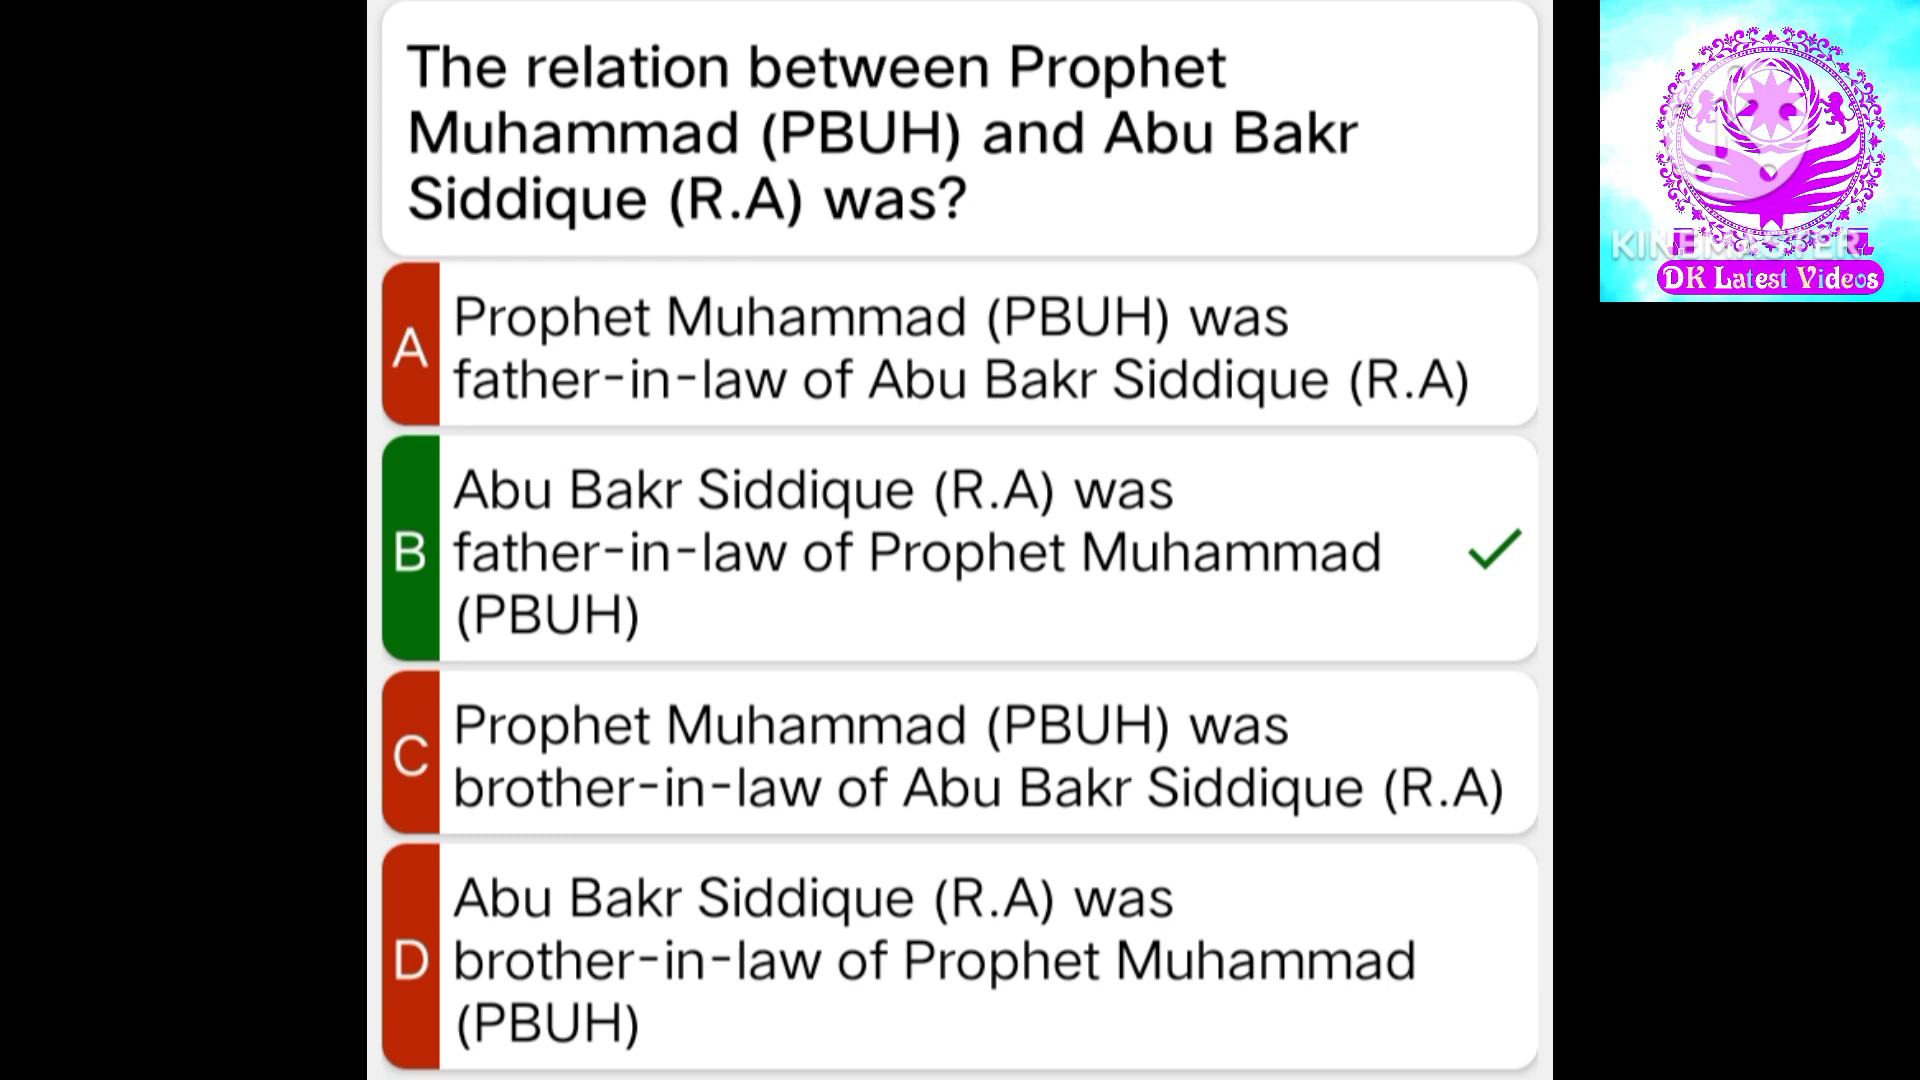 The relation between Prophet
Muhammad (PBUH) and Abu Bakr
Siddique (R.A) was?
A
Prophet Muhammad (PBUH) was
father-in-law of Abu Bakr Siddique (R.A)
B
Abu Bakr Siddique (R.A) was
father-in-law of Prophet Muhammad
(PBUH)
C
Prophet Muhammad (PBUH) was
brother-in-law of Abu Bakr Siddique (R.A)
D
Abu Bakr Siddique (R.A) was
brother-in-law of Prophet Muhammad
(PBUH)
KINEMASTER
DK Latest Videos